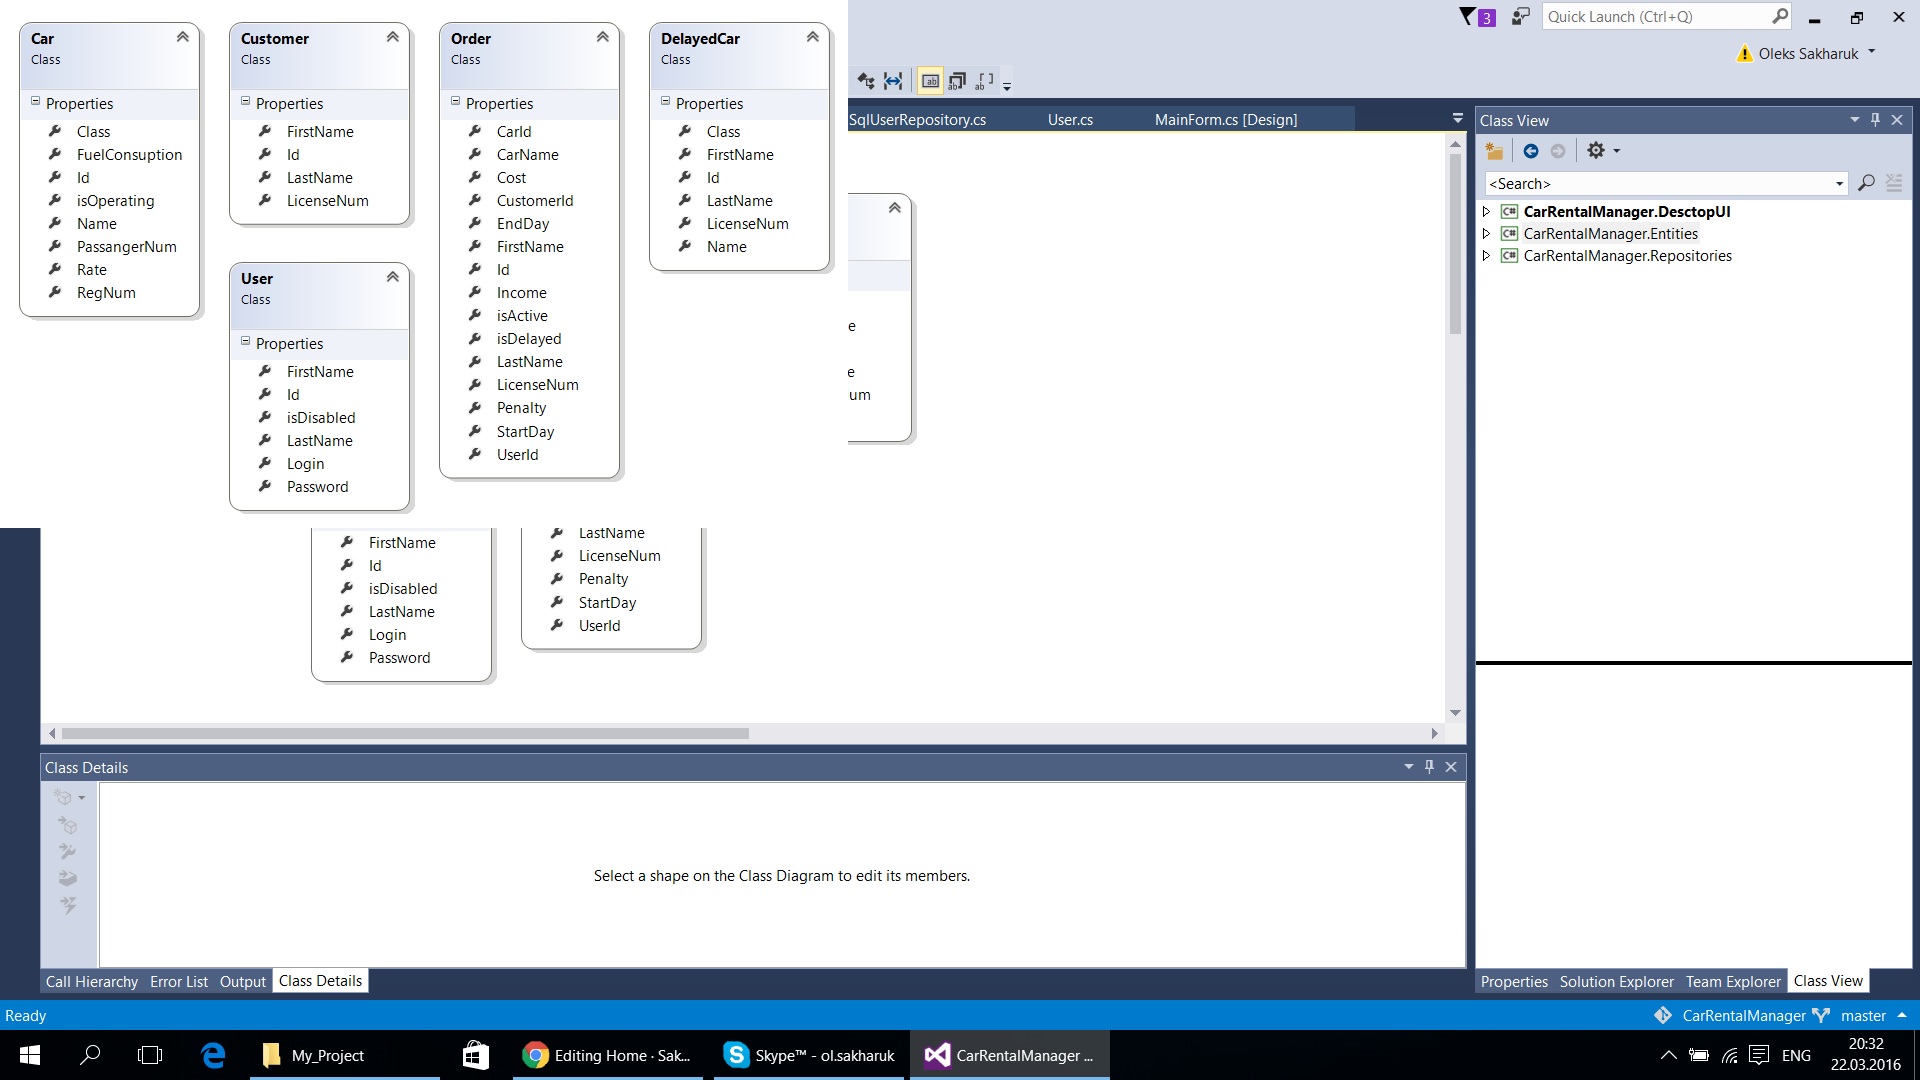 Car
Class
Properties
Class
FuelConsuption
Id
isOperating
Name
PassangerNum
Rate
RegNum
Customer
Class
Properties
FirstName
Id
LastName
LicenseNum
User
Class
Properties
FirstName
Id
isDisabled
LastName
Login
Password
Order
Class
Properties
CarId
CarName
Cost
CustomerId
EndDay
FirstName
Id
Income
isActive
isDelayed
LastName
LicenseNum
Penalty
StartDay
UserId
DelayedCar
Class
Properties
Class
FirstName
Id
LastName
LicenseNum
Name
3
Quick Launch (Ctrl+Q)
Oleks Sakharuk
SqlUserRepository.cs User.cs MainForm.cs [Design]
e
e
um
FirstName
Id
isDisabled
LastName
Login
Password
LastName
LicenseNum
Penalty
StartDay
UserId
Class View
<Search>
C# CarRentalManager.DesctopUI
C# CarRentalManager.Entities
C# CarRentalManager.Repositories
Class Details
Select a shape on the Class Diagram to edit its members.
Call Hierarchy Error List Output Class Details
Properties Solution Explorer Team Explorer Class View
Ready
CarRentalManager master
My_Project
Editing Home · Sak...
Skype™ - ol.sakharuk
CarRentalManager ...
ENG
20:32
22.03.2016